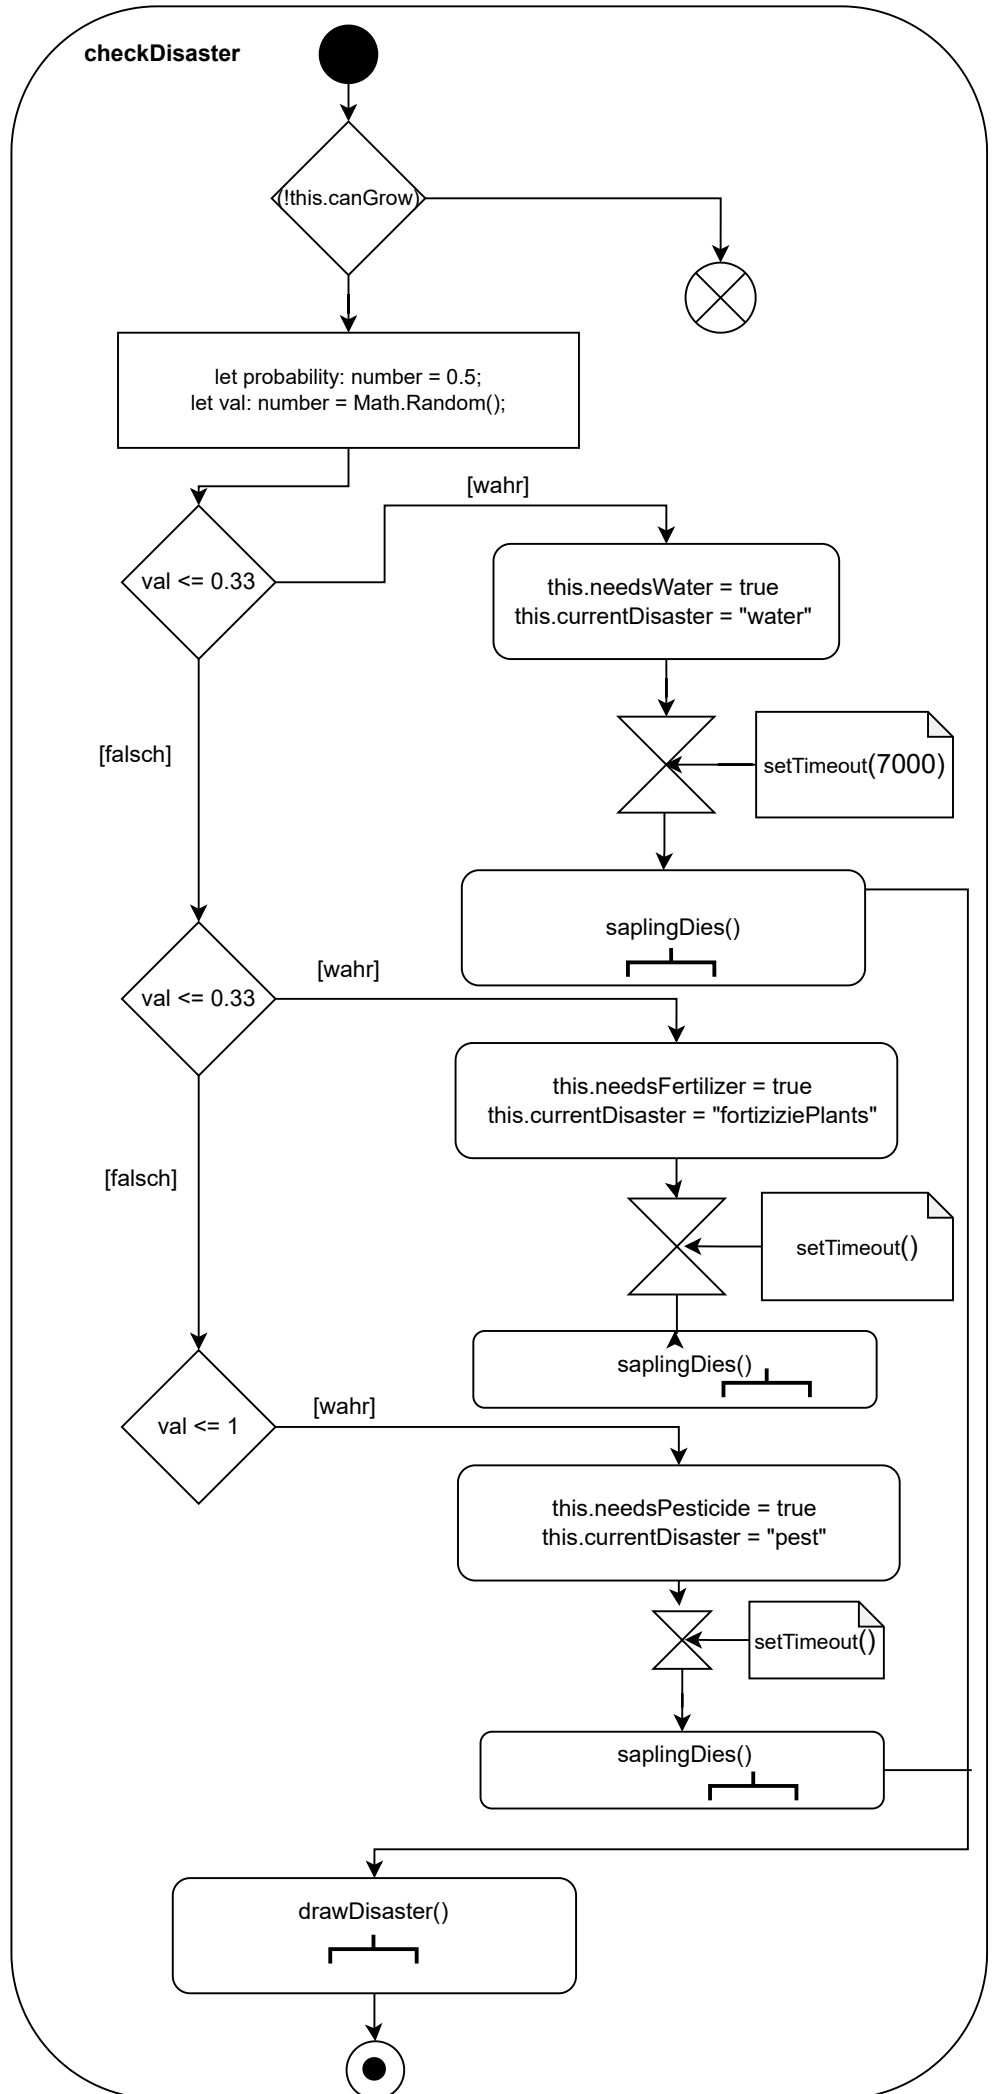 checkDisaster
(!this.canGrow)
let probability: number = 0.5;
let val: number = Math.Random();
[wahr]
val <= 0.33
this.needsWater = true
this.currentDisaster = "water"
[falsch]
setTimeout(7000)
saplingDies()
[wahr]
val <= 0.33
this.needsFertilizer = true
this.currentDisaster = "fortiziziePlants"
[falsch]
setTimeout()
saplingDies()
[wahr]
val <= 1
this.needsPesticide = true
this.currentDisaster = "pest"
setTimeout()
saplingDies()
drawDisaster()